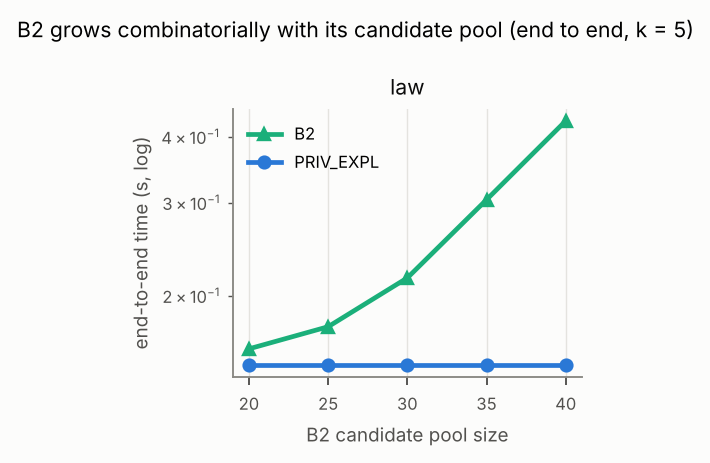 B2 grows combinatorially with its candidate pool (end to end, k = 5)
law
B2
PRIV_EXPL
end-to-end time (s, log)
4 × 10⁻¹
3 × 10⁻¹
2 × 10⁻¹
20 25 30 35 40
B2 candidate pool size